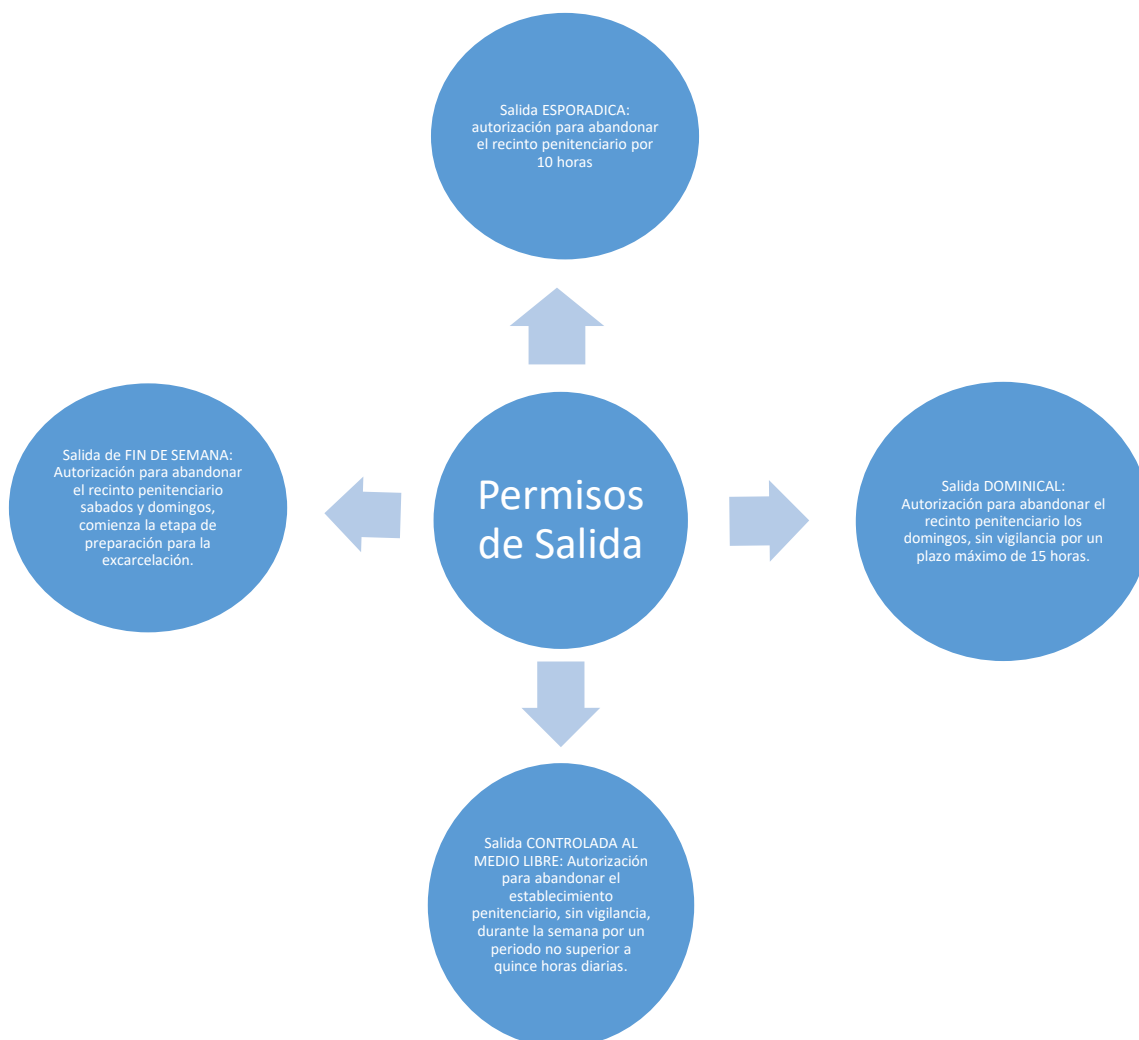 Salida ESPORADICA:
autorización para abandonar
el recinto penitenciario por
10 horas
Salida de FIN DE SEMANA:
Autorización para abandonar
el recinto penitenciario
sabados y domingos,
comienza la etapa de
preparación para la
excarcelación.
Permisos
de Salida
Salida DOMINICAL:
Autorización para abandonar el
recinto penitenciario los
domingos, sin vigilancia por un
plazo máximo de 15 horas.
Salida CONTROLADA AL
MEDIO LIBRE: Autorización
para abandonar el
establecimiento
penitenciario, sin vigilancia,
durante la semana por un
periodo no superior a
quince horas diarias.